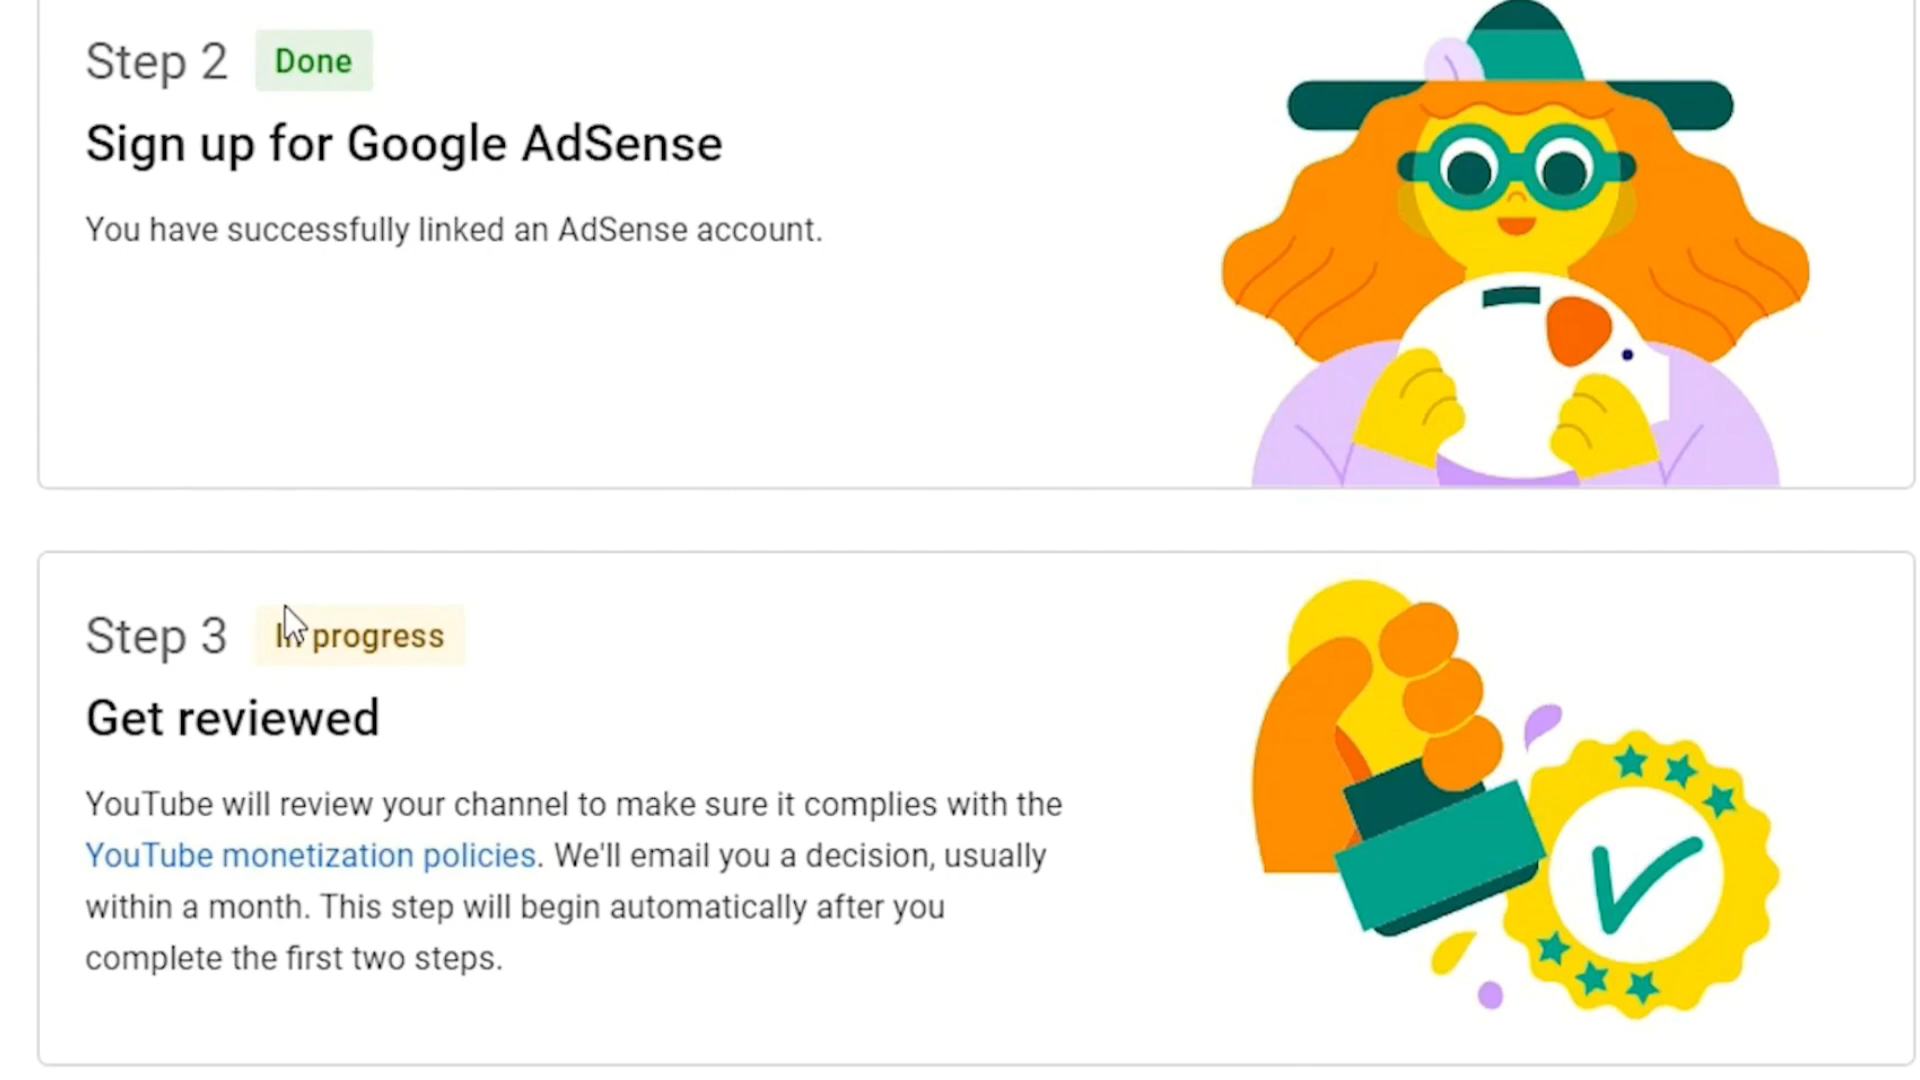 Step 2 Done
Sign up for Google AdSense
You have successfully linked an AdSense account.
Step 3 In progress
Get reviewed
YouTube will review your channel to make sure it complies with the
YouTube monetization policies. We'll email you a decision, usually
within a month. This step will begin automatically after you
complete the first two steps.